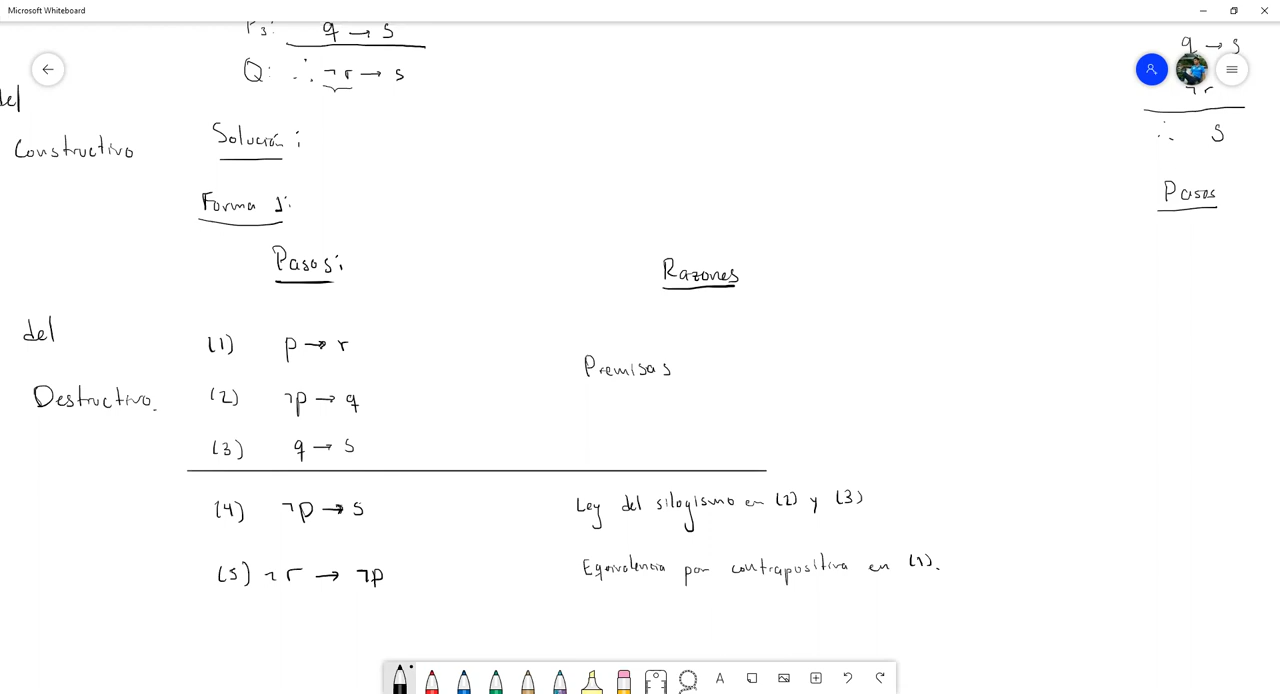 Microsoft Whiteboard
P3: q → s
Q: ∴ ¬r → s
q → s
¬r
∴ s
Pasos
del
Constructivo
Solución:
Forma 1:
Pasos:
Razones
del
Destructivo.
(1) p → r
Premisas
(2) ¬p → q
(3) q → s
(4) ¬p → s
Ley del silogismo en (2) y (3)
(5) ¬r → ¬p
Equivalencia por contrapositiva en (1).
A